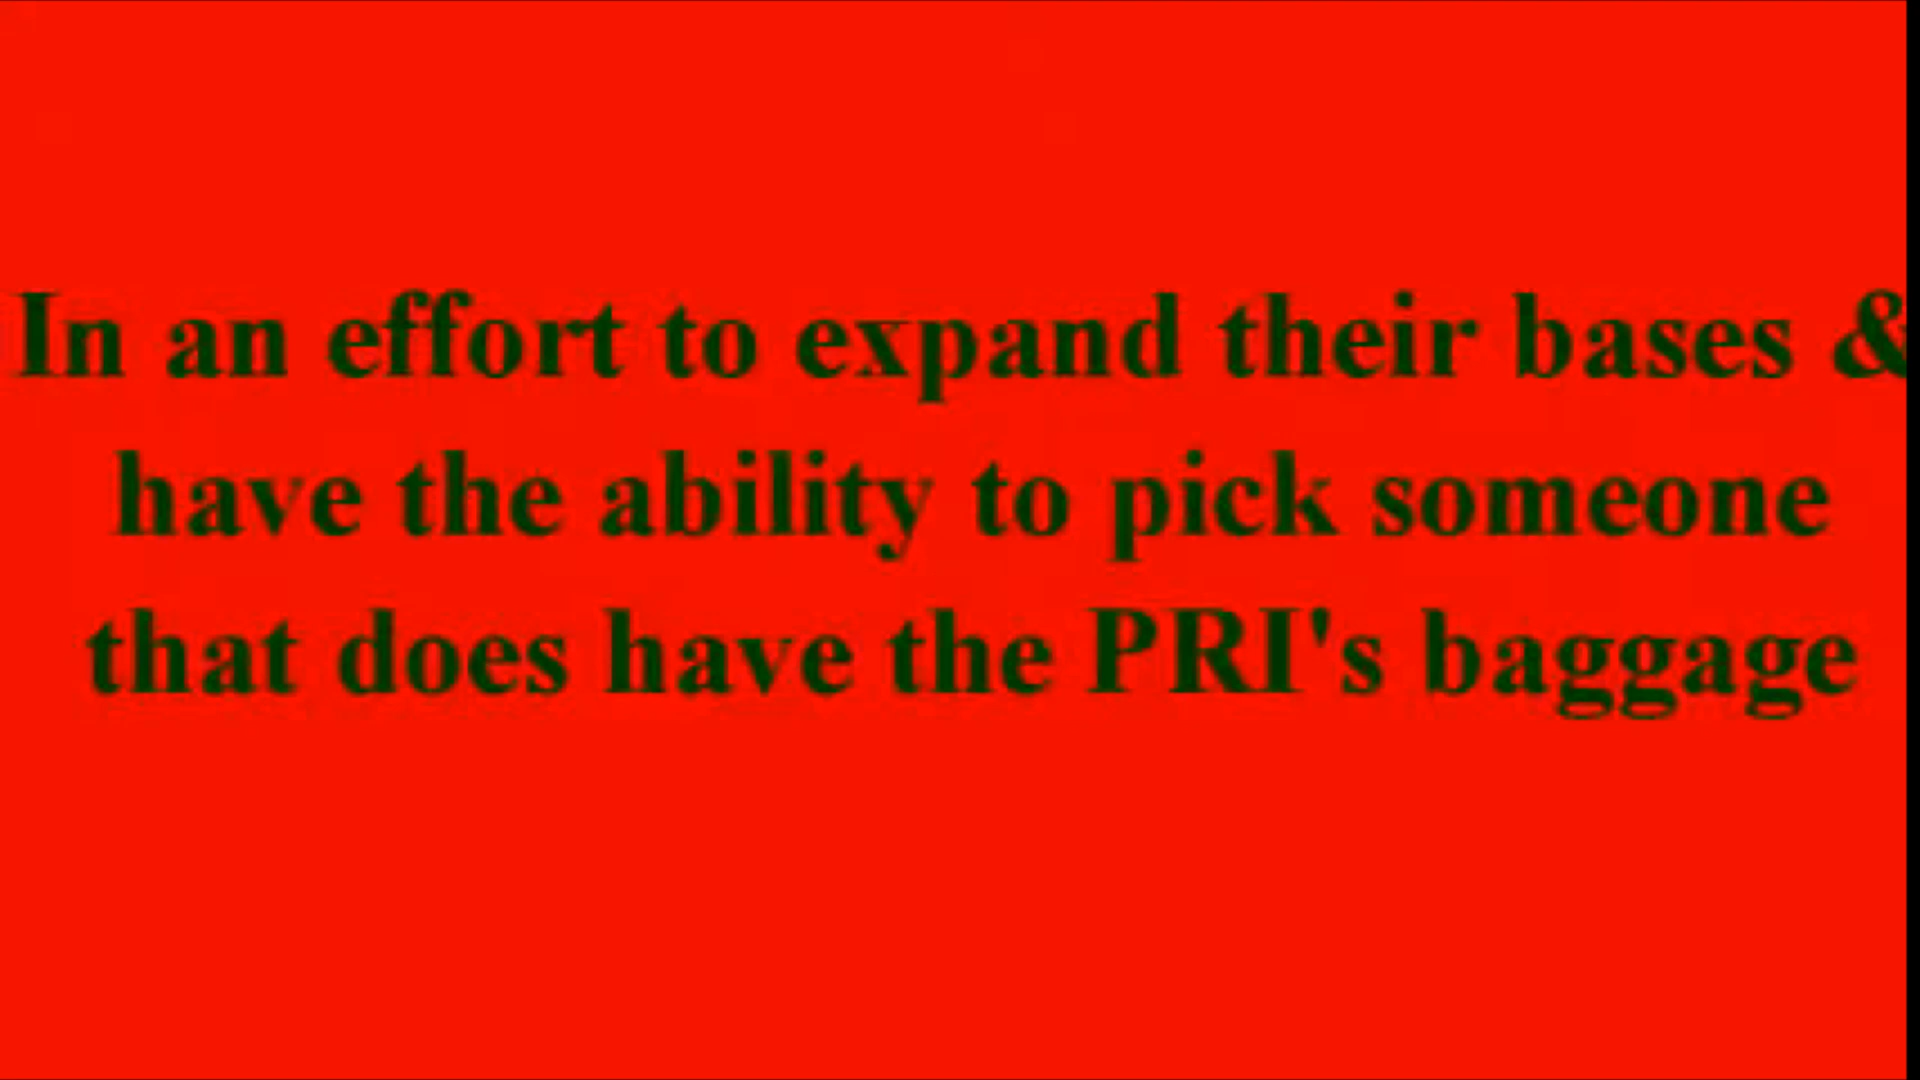 In an effort to expand their bases &
have the ability to pick someone
that does have the PRI's baggage